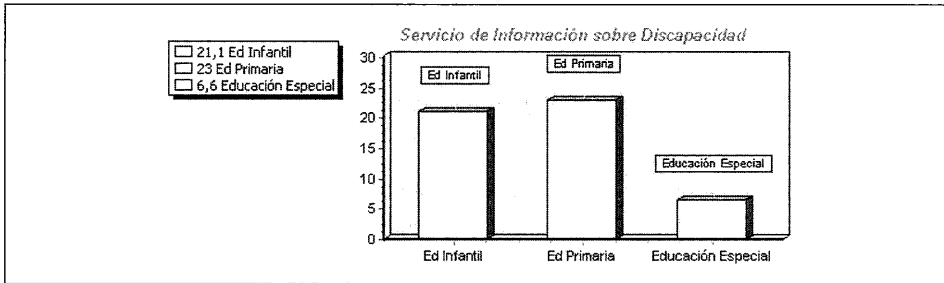 Servicio de Información sobre Discapacidad
21,1 Ed Infantil
23 Ed Primaria
6,6 Educación Especial
30
25
20
15
10
5
0
Ed Infantil
Ed Primaria
Educación Especial
Ed Infantil
Ed Primaria
Educación Especial